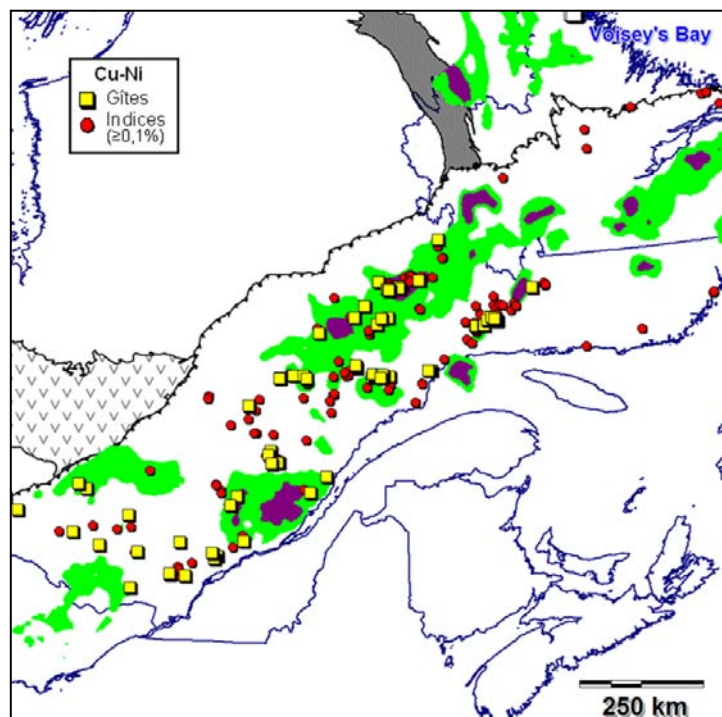 Voisey's Bay
Cu-Ni
Gîtes
Indices
(≥0,1%)
250 km